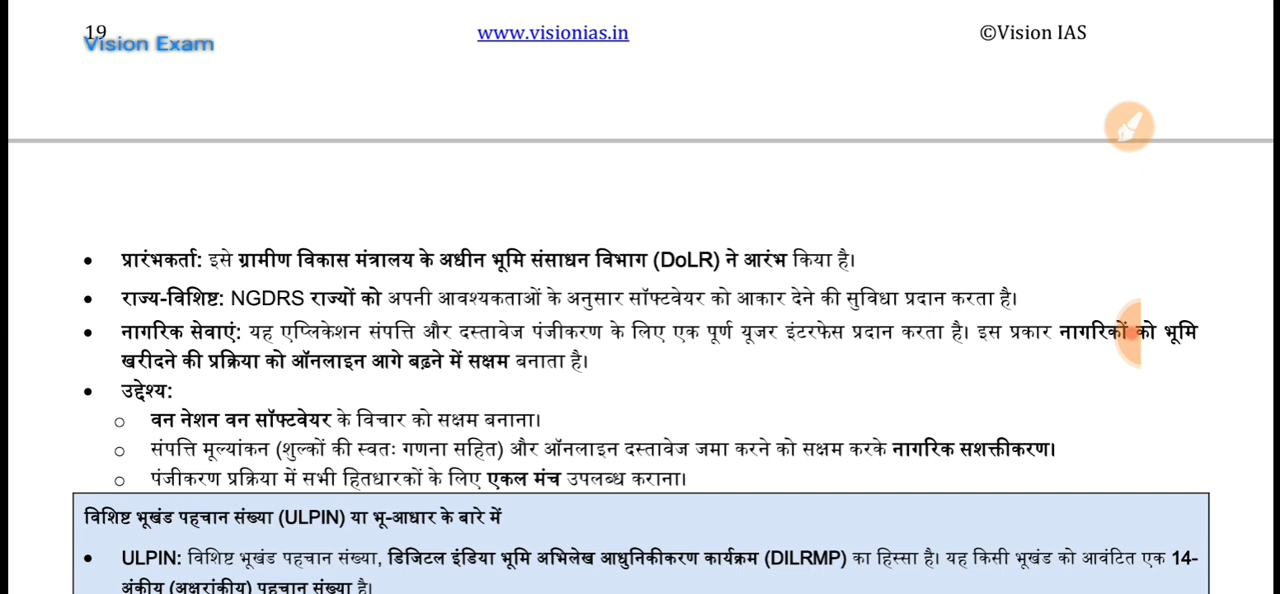 19
Vision Exam www.visionias.in ©Vision IAS
• प्रारंभकर्ता: इसे ग्रामीण विकास मंत्रालय के अधीन भूमि संसाधन विभाग (DoLR) ने आरंभ किया है।
• राज्य-विशिष्ट: NGDRS राज्यों को अपनी आवश्यकताओं के अनुसार सॉफ्टवेयर को आकार देने की सुविधा प्रदान करता है।
• नागरिक सेवाएं: यह एप्लिकेशन संपत्ति और दस्तावेज पंजीकरण के लिए एक पूर्ण यूजर इंटरफेस प्रदान करता है। इस प्रकार नागरिकों को भूमि
खरीदने की प्रक्रिया को ऑनलाइन आगे बढ़ने में सक्षम बनाता है।
• उद्देश्य:
○ वन नेशन वन सॉफ्टवेयर के विचार को सक्षम बनाना।
○ संपत्ति मूल्यांकन (शुल्कों की स्वतः गणना सहित) और ऑनलाइन दस्तावेज जमा करने को सक्षम करके नागरिक सशक्तीकरण।
○ पंजीकरण प्रक्रिया में सभी हितधारकों के लिए एकल मंच उपलब्ध कराना।
विशिष्ट भूखंड पहचान संख्या (ULPIN) या भू-आधार के बारे में
• ULPIN: विशिष्ट भूखंड पहचान संख्या, डिजिटल इंडिया भूमि अभिलेख आधुनिकीकरण कार्यक्रम (DILRMP) का हिस्सा है। यह किसी भूखंड को आवंटित एक 14-
अंकीय (अक्षरांकीय) पहचान संख्या है।